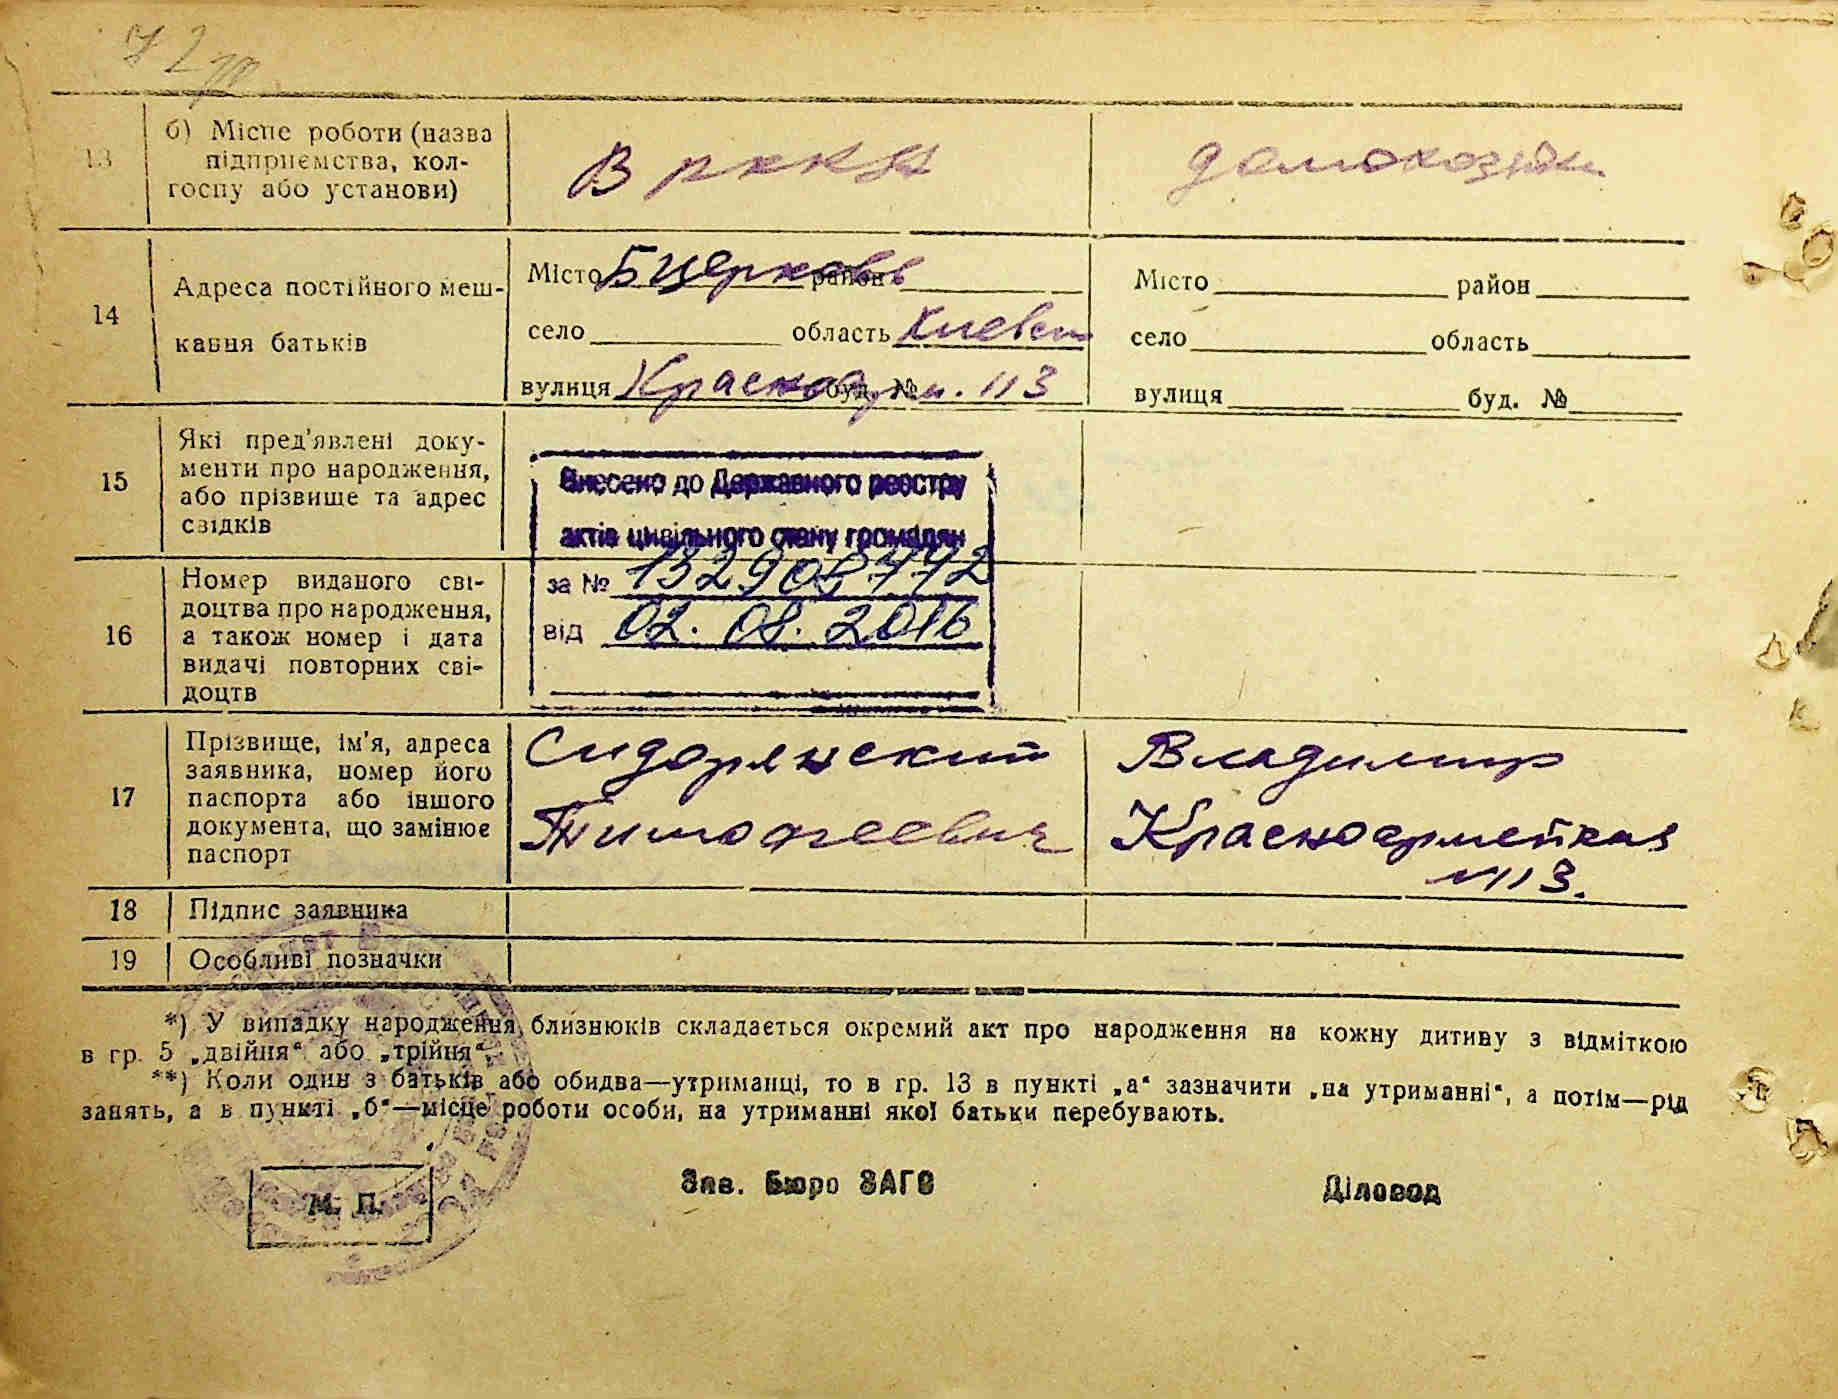 13
б) Місце роботи (назва
підприємства, кол-
госпу або установи)
В РККА
14
Адреса постійного меш-
кання батьків
Місто Б Церковь район
село область Киевск
вулиця Красноарм. буд. № 113
Місто район
село область
вулиця буд. №
15
Які пред'явлені доку-
менти про народження,
або прізвище та адрес
свідків
Внесено до Державного реєстру
актів цивільного стану громадян
за № 132908772
від 02.08.2016
16
Номер виданого сві-
доцтва про народження,
а також номер і дата
видачі повторних сві-
доцтв
17
Прізвище, ім'я, адреса
заявника, номер його
паспорта або іншого
документа, що замінює
паспорт
Сидорянский Владимир
Тимофеевич Красноармейская
№113.
18
Підпис заявника
19
Особливі позначки
*) У випадку народження близнюків складається окремий акт про народження на кожну дитину з відміткою
в гр. 5 „двійня“ або „трійня“.
**) Коли один з батьків або обидва—утриманці, то в гр. 13 в пункті „а“ зазначити „на утриманні“, а потім—рід
занять, а в пункті „б“—місце роботи особи, на утриманні якої батьки перебувають.
М. П.
Зав. Бюро ЗАГС
Діловод